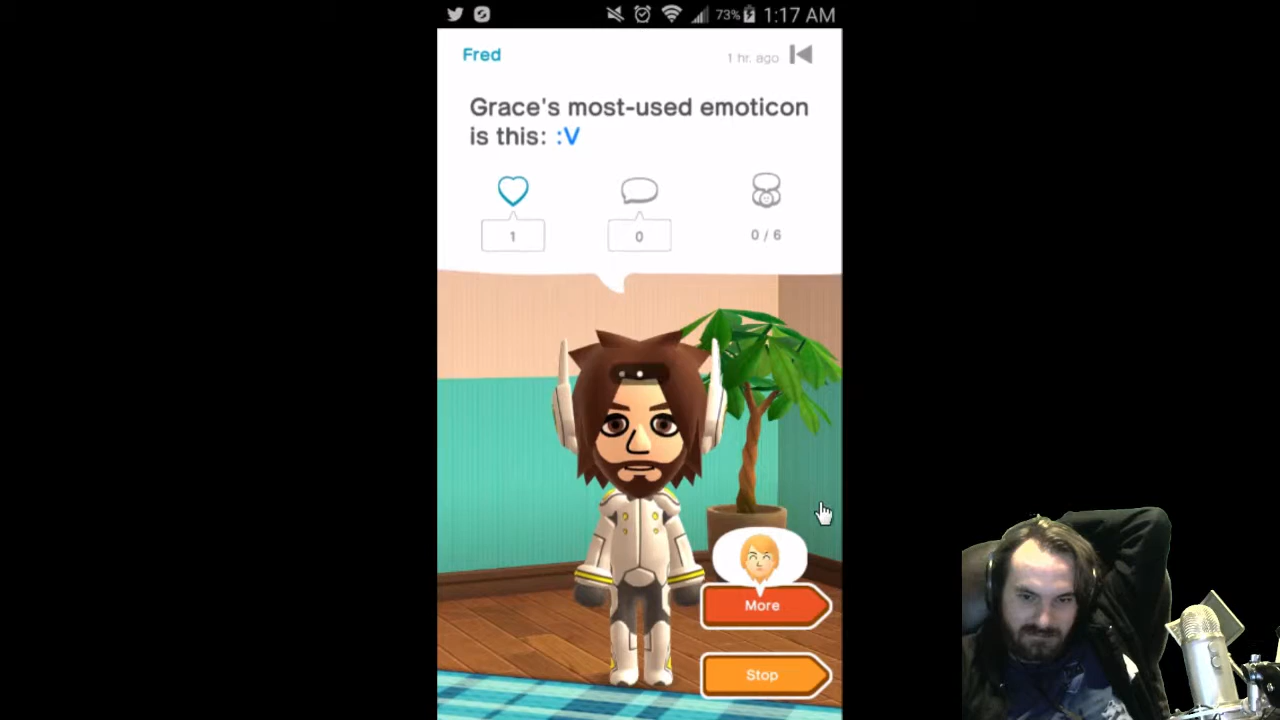 73% 1:17 AM
Fred
1 hr. ago
Grace's most-used emoticon
is this: :V
1
0
0 / 6
More
Stop